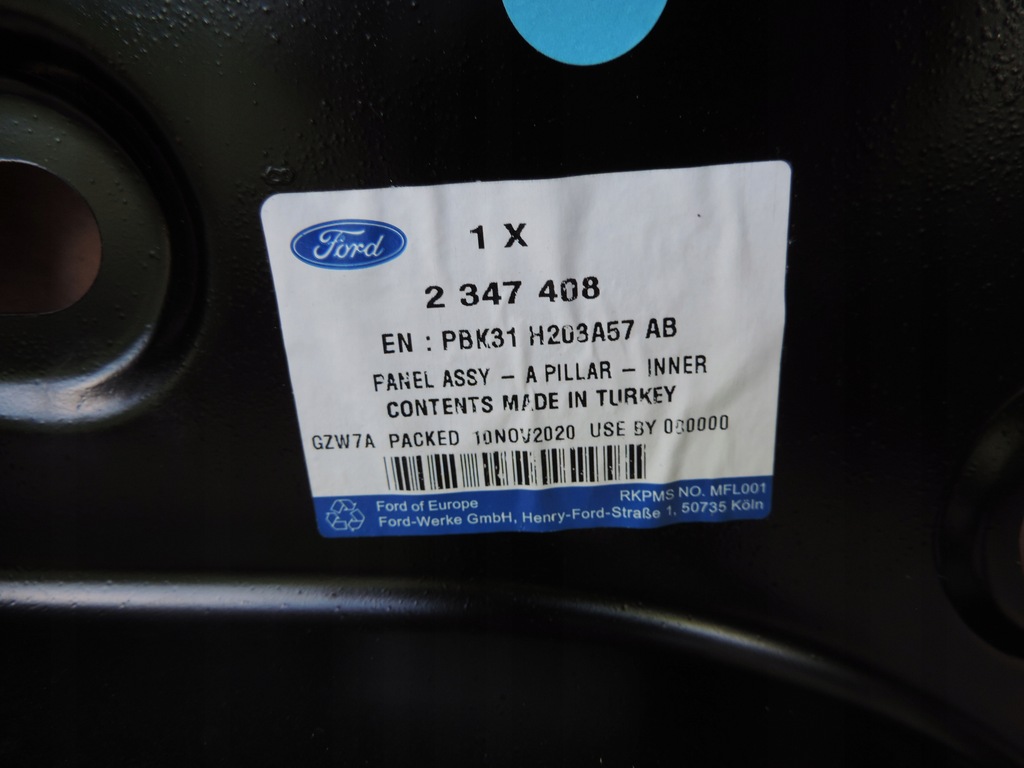 Ford
1 X
2 347 408
EN : PBK31 H203A57 AB
PANEL ASSY – A PILLAR – INNER
CONTENTS MADE IN TURKEY
GZW7A PACKED 10NOV2020 USE BY 000000
RKPMS NO. MFL001
Ford of Europe
Ford-Werke GmbH, Henry-Ford-Straße 1, 50735 Köln